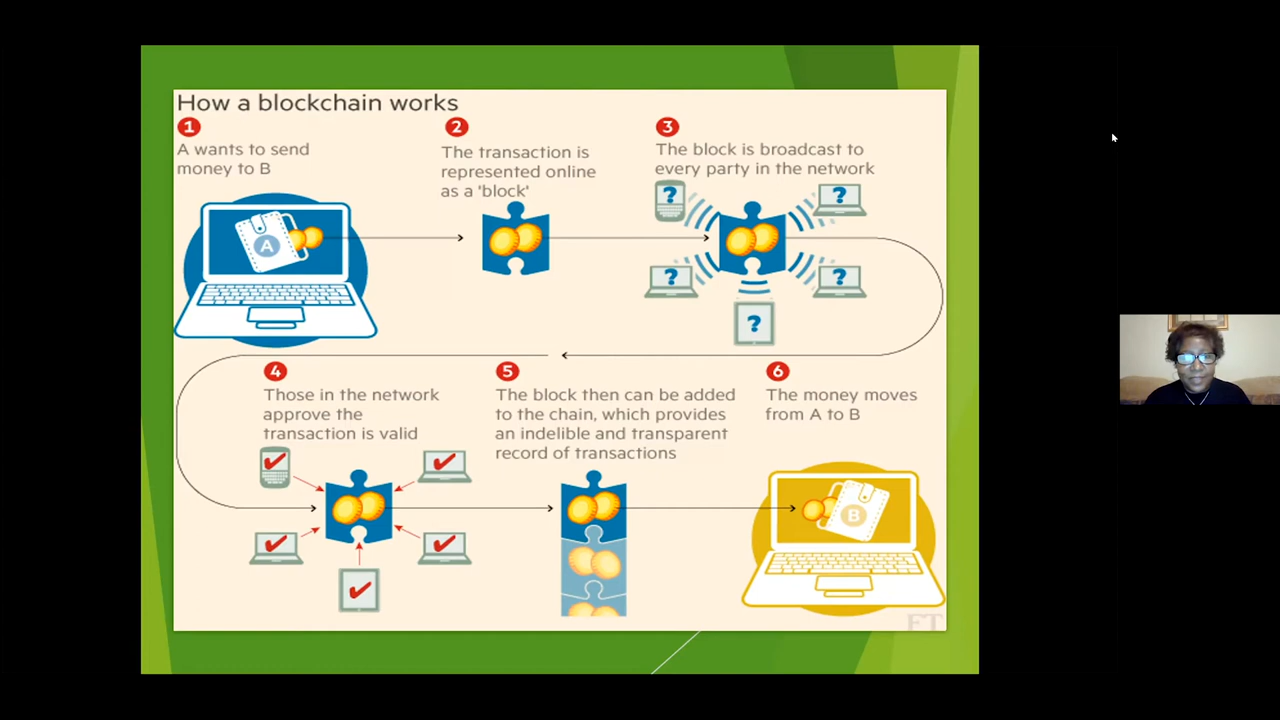 How a blockchain works
1
A wants to send
money to B
2
The transaction is
represented online
as a 'block'
3
The block is broadcast to
every party in the network
A
?
?
?
?
?
4
Those in the network
approve the
transaction is valid
5
The block then can be added
to the chain, which provides
an indelible and transparent
record of transactions
6
The money moves
from A to B
B
FT